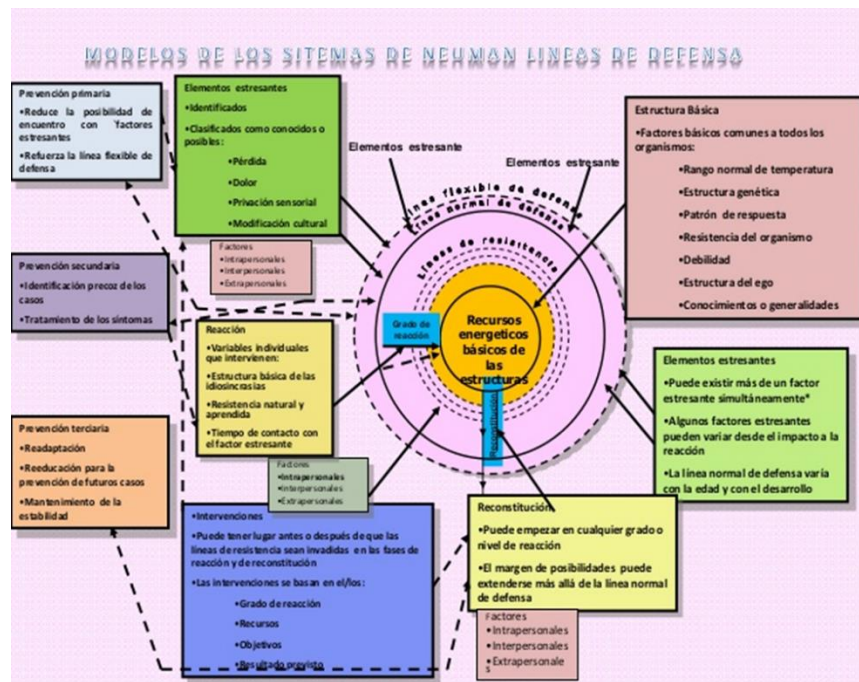 MODELOS DE LOS SITEMAS DE NEUMAN LINEAS DE DEFENSA
Prevención primaria
•Reduce la posibilidad de
encuentro con factores
estresantes
•Refuerza la línea flexible de
defensa
Elementos estresantes
•Identificados
•Clasificados como conocidos o
posibles:
•Pérdida
•Dolor
•Privación sensorial
•Modificación cultural
Factores
•Intrapersonales
•Interpersonales
•Extrapersonales
Elementos estresante
Elementos estresante
Estructura Básica
•Factores básicos comunes a todos los
organismos:
•Rango normal de temperatura
•Estructura genética
•Patrón de respuesta
•Resistencia del organismo
•Debilidad
•Estructura del ego
•Conocimientos o generalidades
Línea flexible de defensa
Línea normal de defensa
Líneas de resistencia
Grado de
reacción
Recursos
energeticos
básicos de
las
estructuras
Reconstitución
Prevención secundaria
•Identificación precoz de los
casos
•Tratamiento de los síntomas
Reacción
•Variables individuales
que intervienen:
•Estructura básica de las
idiosincrasias
•Resistencia natural y
aprendida
•Tiempo de contacto con
el factor estresante
Factores
•Intrapersonales
•Interpersonales
•Extrapersonales
Elementos estresantes
•Puede existir más de un factor
estresante simultáneamente*
•Algunos factores estresantes
pueden variar desde el impacto a la
reacción
•La línea normal de defensa varía
con la edad y con el desarrollo
Prevención terciaria
•Readaptación
•Reeducación para la
prevención de futuros casos
•Mantenimiento de la
estabilidad
•Intervenciones
•Puede tener lugar antes o después de que las
líneas de resistencia sean invadidas en las fases de
reacción y de reconstitución
•Las intervenciones se basan en el/los:
•Grado de reacción
•Recursos
•Objetivos
•Resultado previsto
Reconstitución
•Puede empezar en cualquier grado o
nivel de reacción
•El margen de posibilidades puede
extenderse más allá de la línea normal
de defensa
Factores
•Intrapersonales
•Interpersonales
•Extrapersonale
s